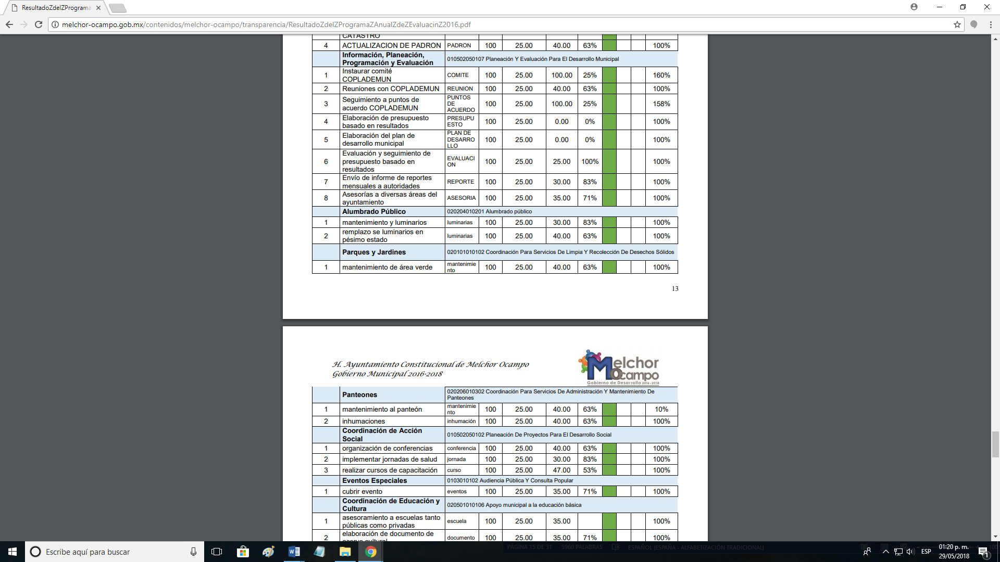 ResultadoZdelZPrograma
melchor-ocampo.gob.mx/contenidos/melchor-ocampo/transparencia/ResultadoZdelZProgramaZAnualZdeZEvaluacinZ2016.pdf
CATASTRO
4 ACTUALIZACION DE PADRON PADRON 100 25.00 40.00 63% 100%
Información, Planeación, Programación y Evaluación 010502050107 Planeación Y Evaluación Para El Desarrollo Municipal
1 Instaurar comité COPLADEMUN COMITE 100 25.00 100.00 25% 160%
2 Reuniones con COPLADEMUN REUNION 100 25.00 40.00 63% 100%
3 Seguimiento a puntos de acuerdo COPLADEMUN PUNTOS DE ACUERDO 100 25.00 100.00 25% 158%
4 Elaboración de presupuesto basado en resultados PRESUPU ESTO 100 25.00 0.00 0% 100%
5 Elaboración del plan de desarrollo municipal PLAN DE DESARRO LLO 100 25.00 0.00 0% 100%
6 Evaluación y seguimiento de presupuesto basado en resultados EVALUACI ON 100 25.00 25.00 100% 100%
7 Envío de informe de reportes mensuales a autoridades REPORTE 100 25.00 30.00 83% 100%
8 Asesorías a diversas áreas del ayuntamiento ASESORIA 100 25.00 35.00 71% 100%
Alumbrado Público 020204010201 Alumbrado público
1 mantenimiento y luminarios luminarias 100 25.00 30.00 83% 100%
2 remplazo se luminarios en pésimo estado luminarias 100 25.00 40.00 63% 100%
Parques y Jardines 020101010102 Coordinación Para Servicios De Limpia Y Recolección De Desechos Sólidos
1 mantenimiento de área verde mantenimie nto 100 25.00 40.00 63% 100%
13
H. Ayuntamiento Constitucional de Melchor Ocampo
Gobierno Municipal 2016-2018
Melchor
Ocampo
Gobierno de Desarrollo 2016-2018
Panteones 020206010302 Coordinación Para Servicios De Administración Y Mantenimiento De Panteones
1 mantenimiento al panteón mantenimie nto 100 25.00 40.00 63% 10%
2 inhumaciones inhumación 100 25.00 40.00 63% 100%
Coordinación de Acción Social 010502050102 Planeación De Proyectos Para El Desarrollo Social
1 organización de conferencias conferencia 100 25.00 40.00 63% 100%
2 implementar jornadas de salud jornada 100 25.00 30.00 83% 100%
3 realizar cursos de capacitación curso 100 25.00 47.00 53% 100%
Eventos Especiales 0103010102 Audiencia Pública Y Consulta Popular
1 cubrir evento eventos 100 25.00 35.00 71% 100%
Coordinación de Educación y Cultura 020501010106 Apoyo municipal a la educación básica
1 asesoramiento a escuelas tanto públicas como privadas escuela 100 25.00 35.00 100%
2 elaboración de documento de acervo cultural documento 100 25.00 35.00 71% 100%
Escribe aquí para buscar
PÁGINA 15 DE 31 5960 PALABRAS ESPAÑOL (ESPAÑA - ALFABETIZACIÓN TRADICIONAL)
ESP
01:20 p. m.
29/05/2018
1